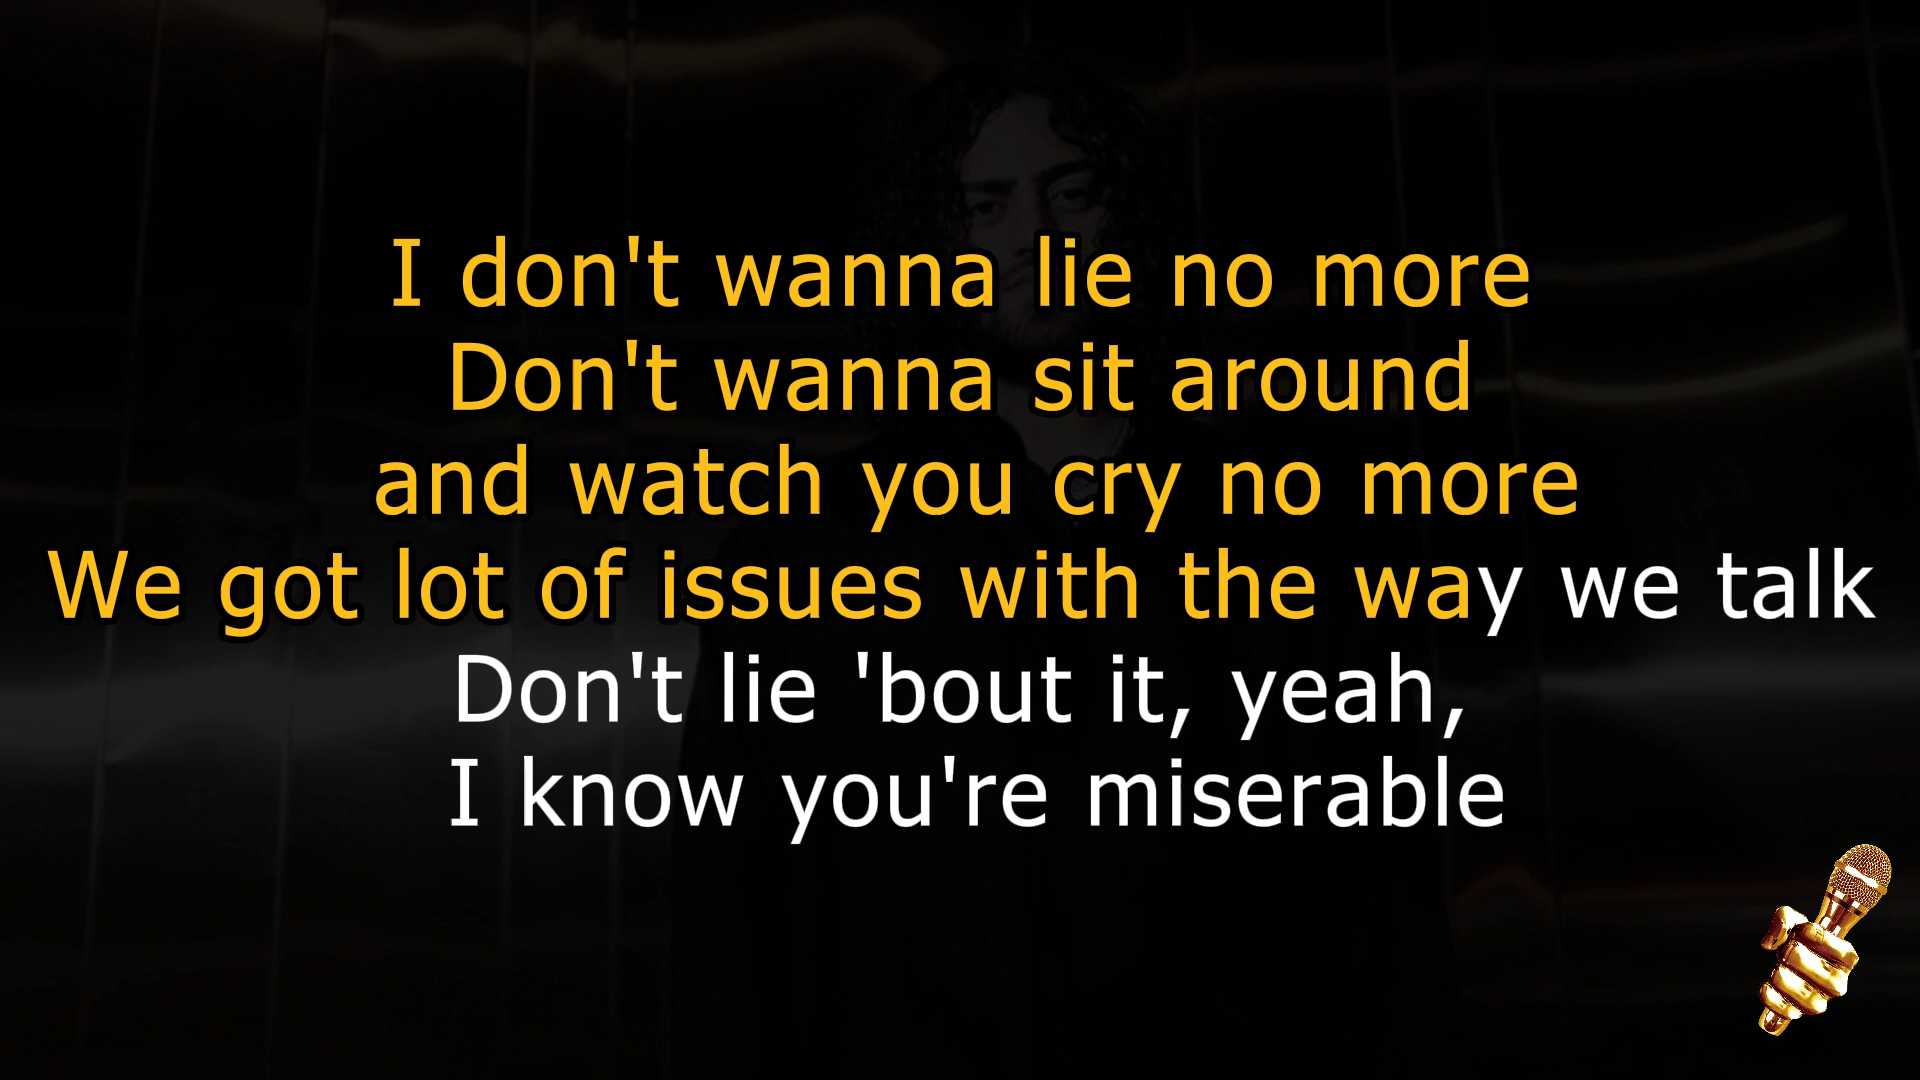 I don't wanna lie no more
Don't wanna sit around
and watch you cry no more
We got lot of issues with the way we talk
Don't lie 'bout it, yeah,
I know you're miserable